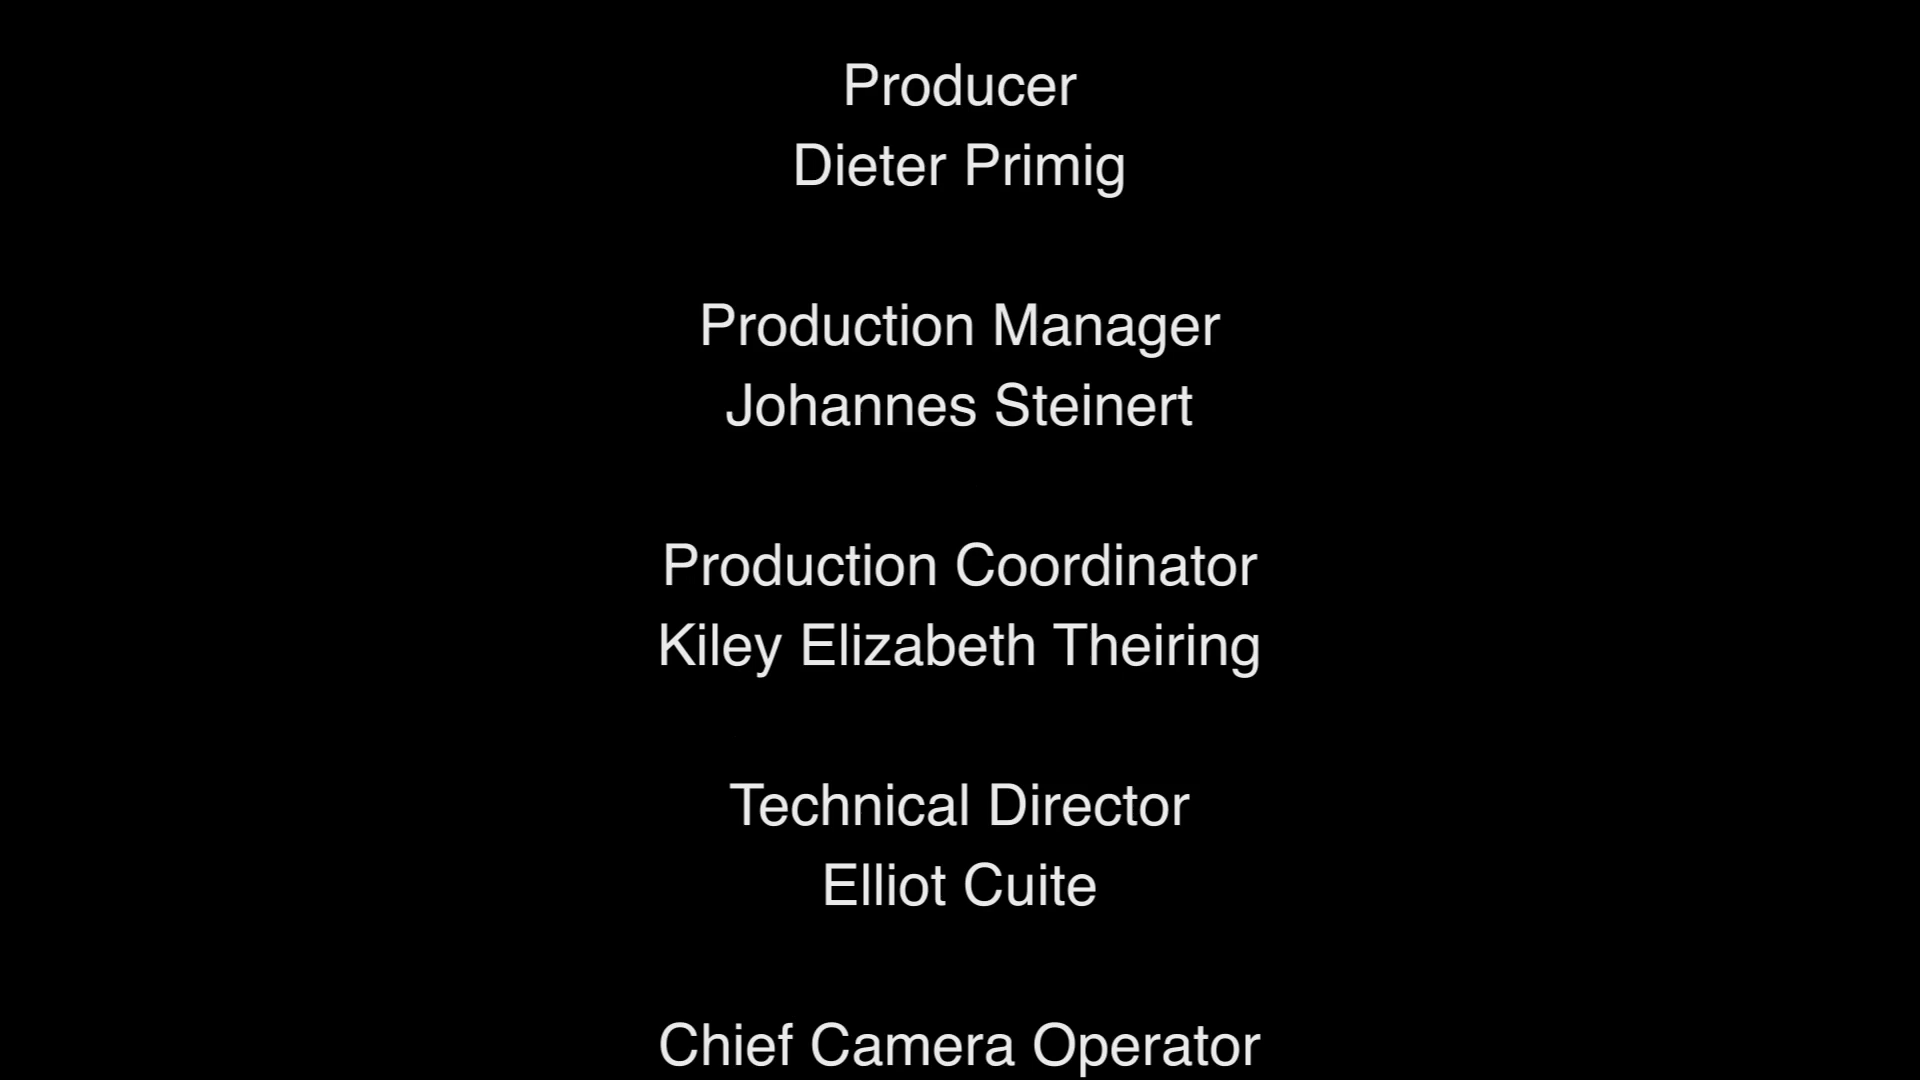 Producer
Dieter Primig
Production Manager
Johannes Steinert
Production Coordinator
Kiley Elizabeth Theiring
Technical Director
Elliot Cuite
Chief Camera Operator